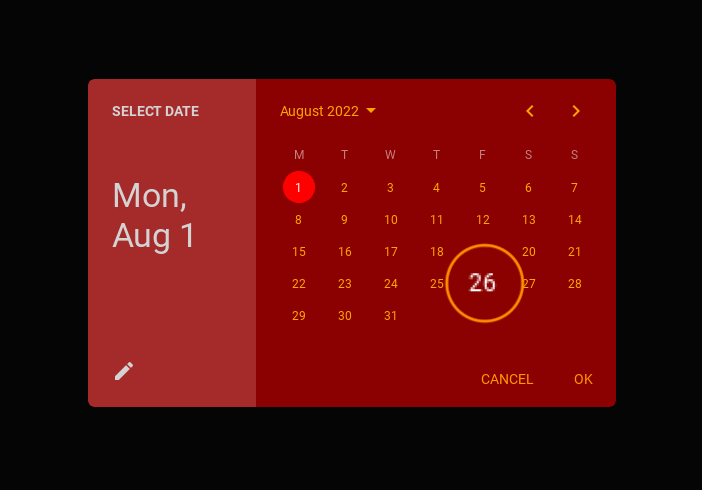 SELECT DATE
Mon,
Aug 1
August 2022
M T W T F S S
1 2 3 4 5 6 7
8 9 10 11 12 13 14
15 16 17 18 20 21
22 23 24 25 26 27 28
29 30 31
CANCEL OK